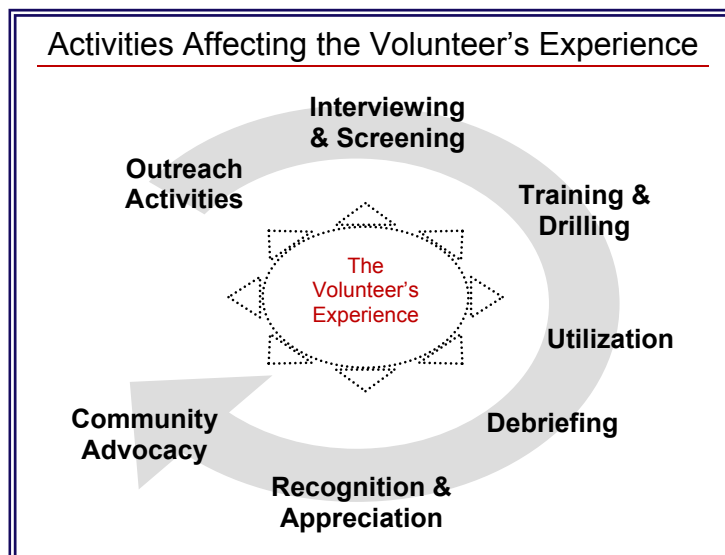 Activities Affecting the Volunteer's Experience
Interviewing
& Screening
Outreach
Activities
Training &
Drilling
The
Volunteer's
Experience
Utilization
Debriefing
Community
Advocacy
Recognition &
Appreciation